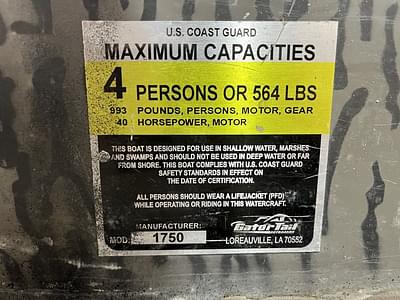 U.S. COAST GUARD
MAXIMUM CAPACITIES
4 PERSONS OR 564 LBS
993 POUNDS, PERSONS, MOTOR, GEAR
40 HORSEPOWER, MOTOR
THIS BOAT IS DESIGNED FOR USE IN SHALLOW WATER, MARSHES
AND SWAMPS AND SHOULD NOT BE USED IN DEEP WATER OR FAR
FROM SHORE. THIS BOAT COMPLIES WITH U.S. COAST GUARD
SAFETY STANDARDS IN EFFECT ON
THE DATE OF CERTIFICATION.
ALL PERSONS SHOULD WEAR A LIFEJACKET (PFD)
WHILE OPERATING OR RIDING IN THIS WATERCRAFT.
MANUFACTURER:
MOD. 1750
GatorTail
LOREAUVILLE, LA 70552